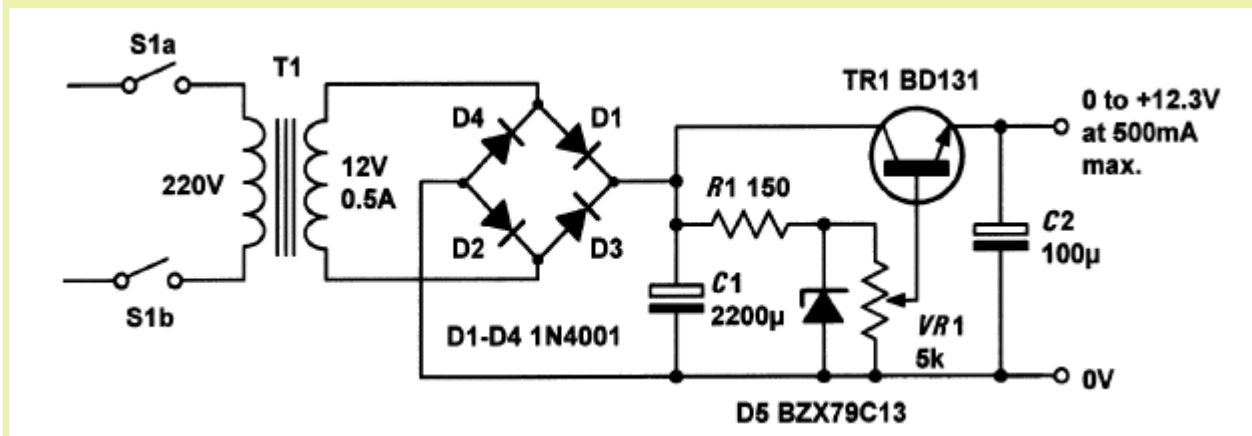 S1a
T1
TR1 BD131
0 to +12.3V
at 500mA
max.
D4
D1
220V
12V
0.5A
R1 150
D2
D3
C2
100µ
C1
2200µ
S1b
D1-D4 1N4001
VR1
5k
0V
D5 BZX79C13